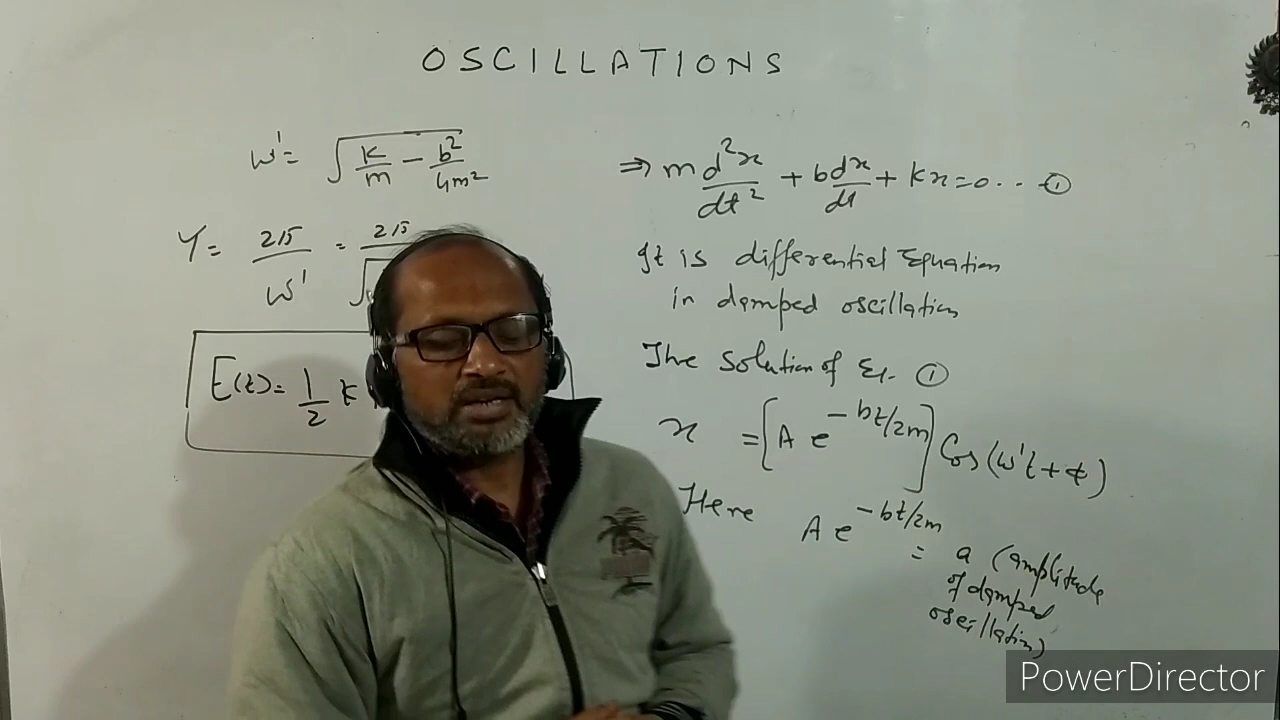 OSCILLATIONS
w' = √(K/m − b²/4m²)
Y = 2π/w' = 2π/√
E(t) = 1/2 k
⇒ m d²x/dt² + b dx/dt + kx = 0 ... ①
It is differential Equation
in damped oscillation
The solution of Eq. ①
x = [A e^(−bt/2m)] Cos (w't + φ)
Here A e^(−bt/2m)
= a (amplitude
of damped
oscillation)
PowerDirector